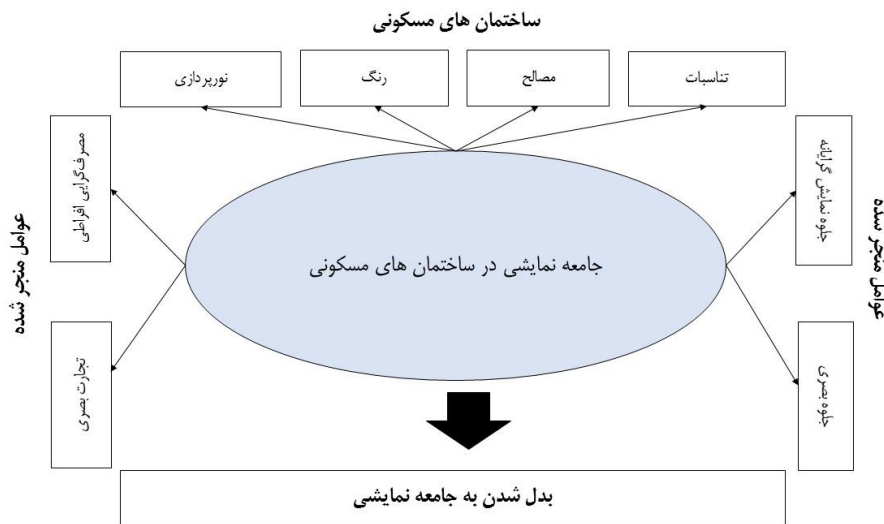 ساختمان های مسکونی
تناسبات
مصالح
رنگ
نورپردازی
عوامل منجر سده
جلوه نمایش گرایانه
جلوه بصری
جامعه نمایشی در ساختمان های مسکونی
مصرف‌گرایی افراطی
تجارت بصری
عوامل منجر شده
بدل شدن به جامعه نمایشی